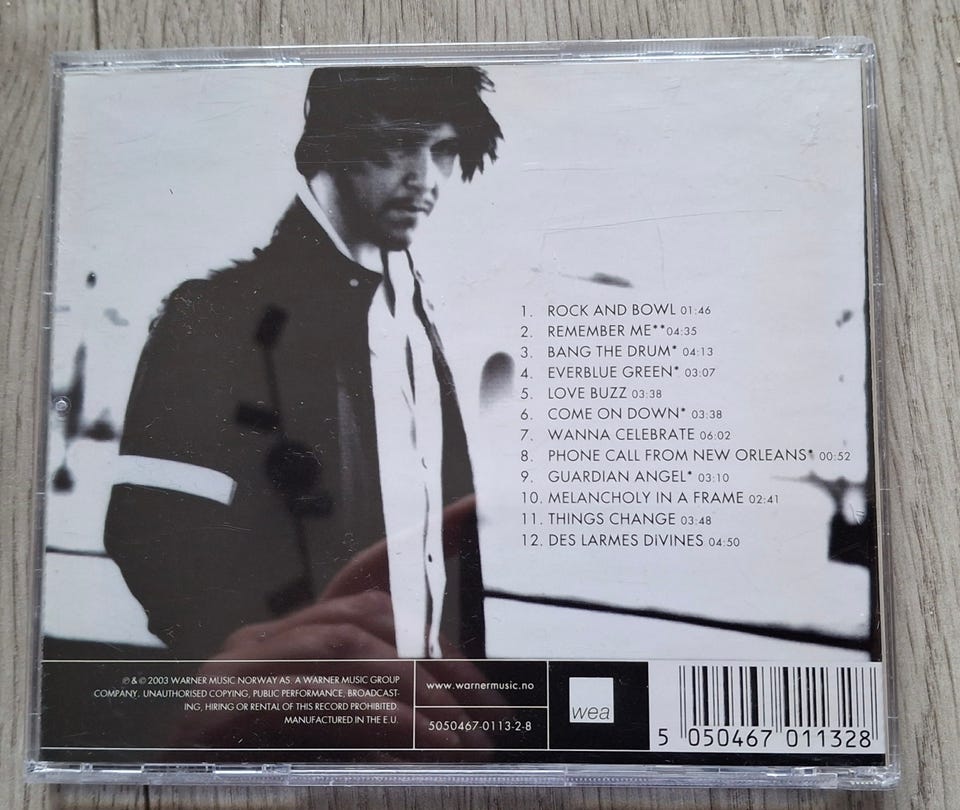 1. ROCK AND BOWL 01:46
2. REMEMBER ME**04:35
3. BANG THE DRUM* 04:13
4. EVERBLUE GREEN* 03:07
5. LOVE BUZZ 03:38
6. COME ON DOWN* 03:38
7. WANNA CELEBRATE 06:02
8. PHONE CALL FROM NEW ORLEANS* 00:52
9. GUARDIAN ANGEL* 03:10
10. MELANCHOLY IN A FRAME 02:41
11. THINGS CHANGE 03:48
12. DES LARMES DIVINES 04:50
℗ & © 2003 WARNER MUSIC NORWAY AS. A WARNER MUSIC GROUP
COMPANY. UNAUTHORISED COPYING, PUBLIC PERFORMANCE, BROADCAST-
ING, HIRING OR RENTAL OF THIS RECORD PROHIBITED.
MANUFACTURED IN THE E.U.
www.warnermusic.no
5050467-0113-2-8
wea
5 050467 011328